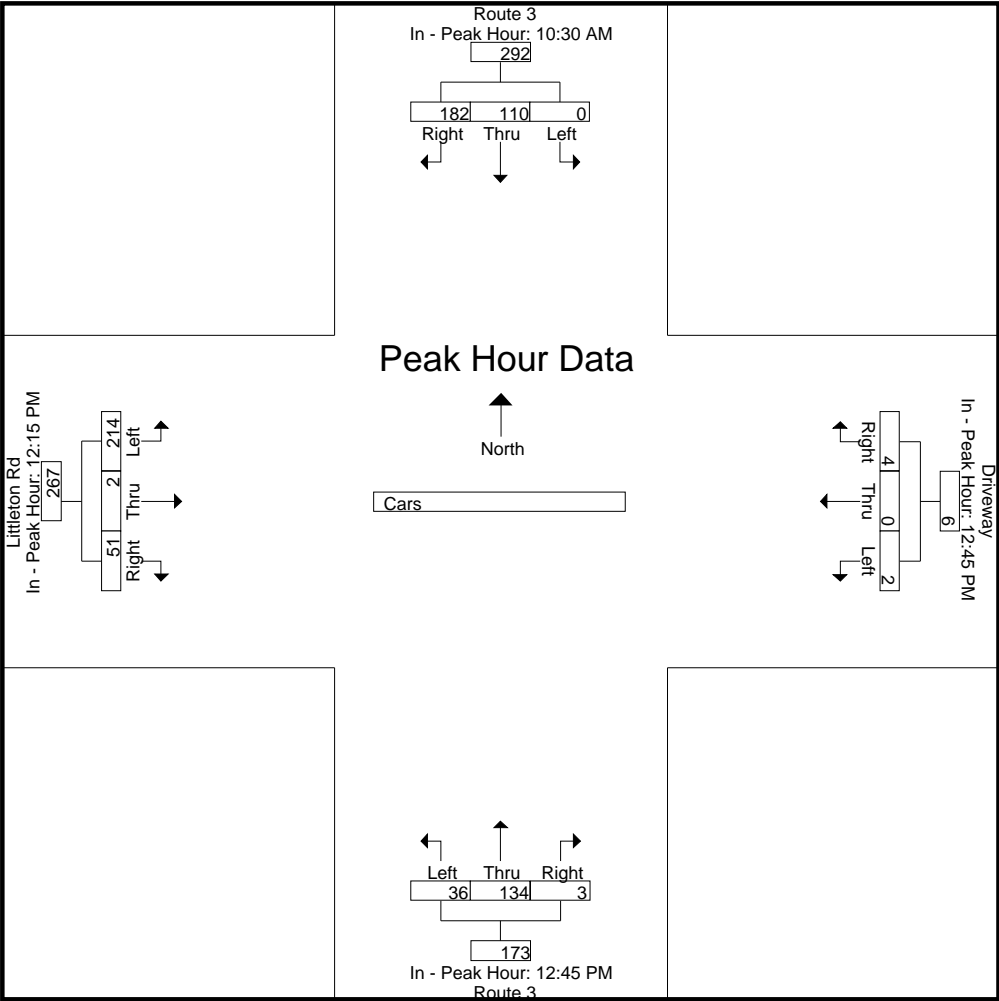 Route 3
In - Peak Hour: 10:30 AM
292
182 110 0
Right Thru Left
Peak Hour Data
North
Cars
Littleton Rd
In - Peak Hour: 12:15 PM
267
214 2 51
Left Thru Right
Driveway
In - Peak Hour: 12:45 PM
6
4 0 2
Right Thru Left
Left Thru Right
36 134 3
173
In - Peak Hour: 12:45 PM
Route 3